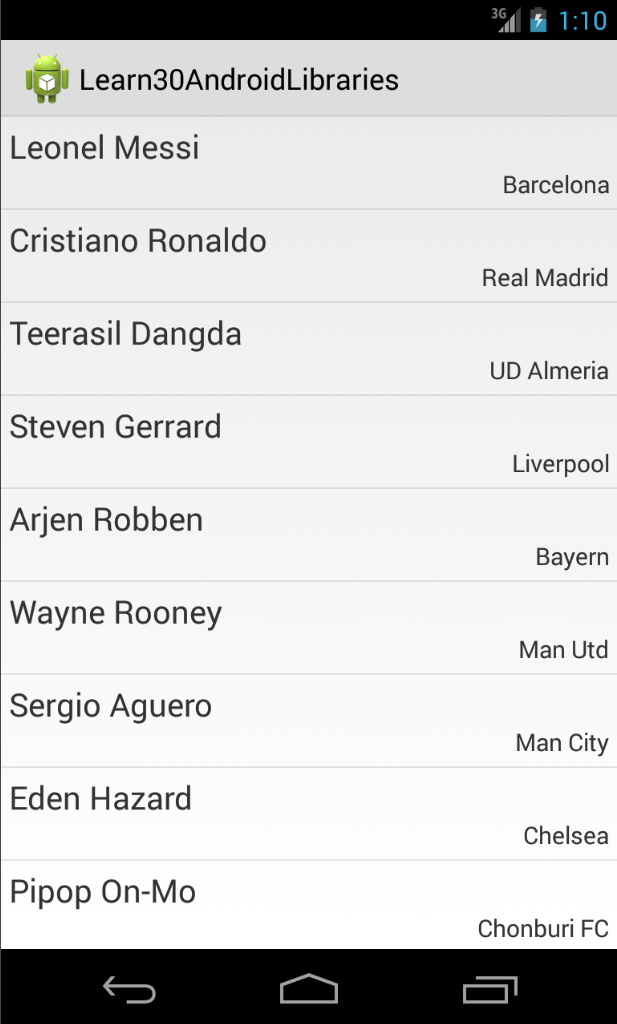 3G
1:10
Learn30AndroidLibraries
Leonel Messi
Barcelona
Cristiano Ronaldo
Real Madrid
Teerasil Dangda
UD Almeria
Steven Gerrard
Liverpool
Arjen Robben
Bayern
Wayne Rooney
Man Utd
Sergio Aguero
Man City
Eden Hazard
Chelsea
Pipop On-Mo
Chonburi FC